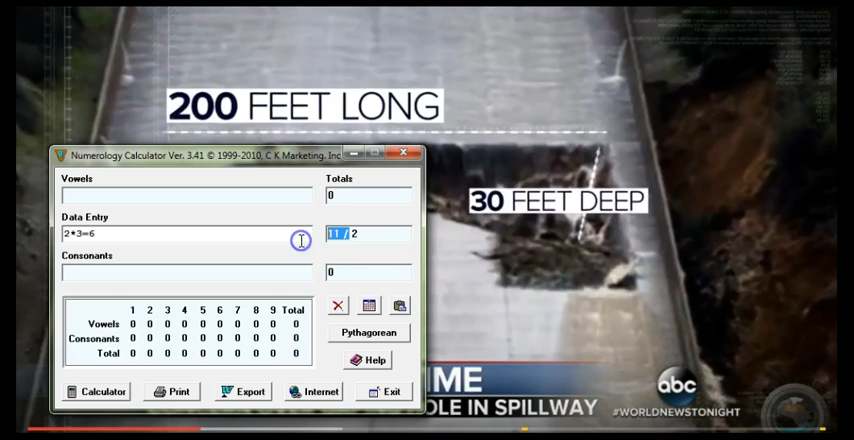 200 FEET LONG
Numerology Calculator Ver. 3.41 © 1999-2010, C K Marketing, Inc
Vowels Totals
0
30 FEET DEEP
Data Entry
2*3=6 11 / 2
Consonants
0
1 2 3 4 5 6 7 8 9 Total
Vowels 0 0 0 0 0 0 0 0 0 0
Consonants 0 0 0 0 0 0 0 0 0 0
Total 0 0 0 0 0 0 0 0 0 0
Pythagorean
Help
Calculator Print Export Internet Exit
IME
OLE IN SPILLWAY
abc
#WORLDNEWSTONIGHT